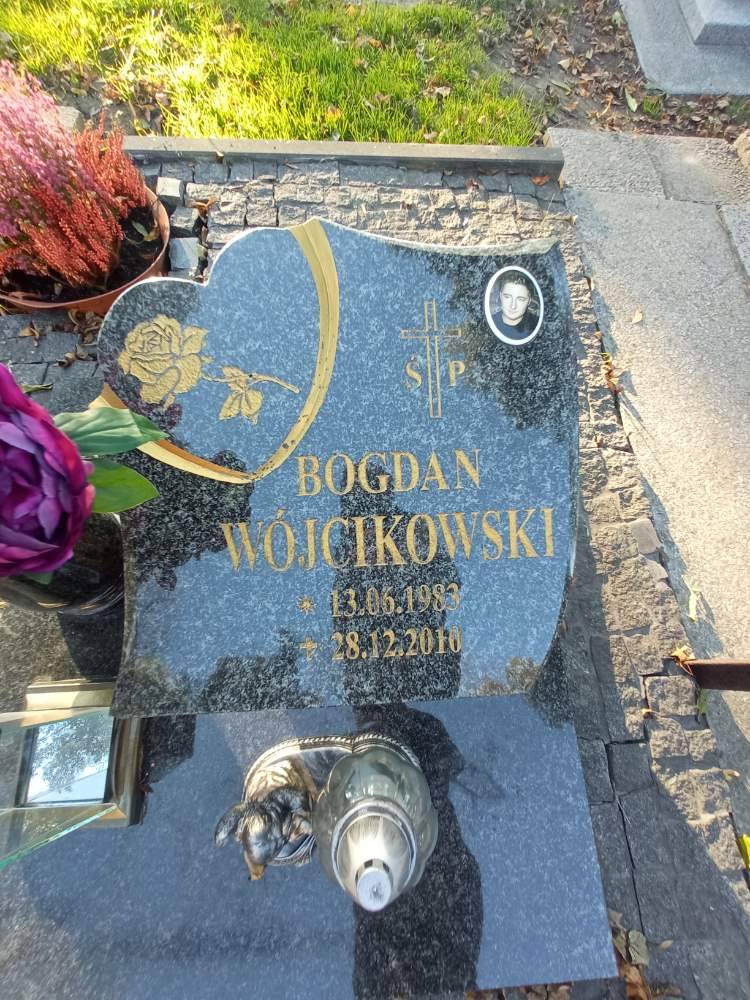 Ś P
BOGDAN
WÓJCIKOWSKI
* 13.06.1983
✝ 28.12.2010